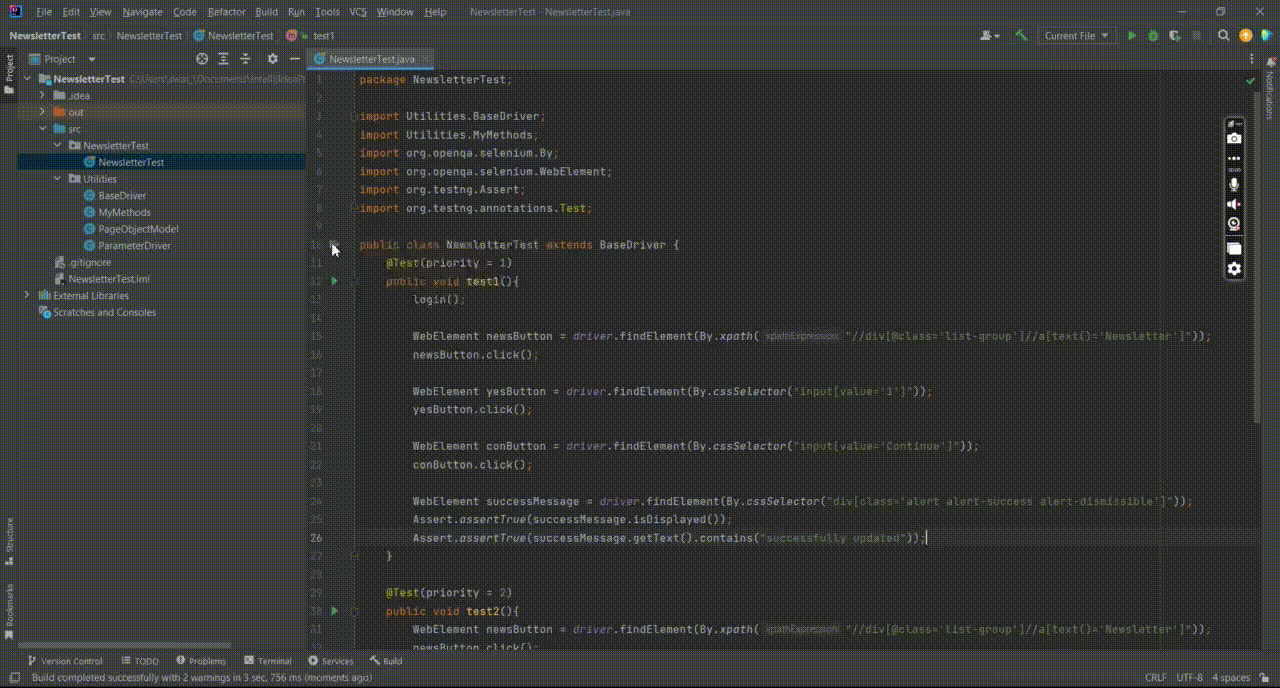 File Edit View Navigate Code Refactor Build Run Tools VCS Window Help NewsletterTest - NewsletterTest.java
NewsletterTest src NewsletterTest NewsletterTest test1 Current File
Project NewsletterTest.java
Project
Notifications
Structure
Bookmarks
NewsletterTest
.idea
out
src
NewsletterTest
NewsletterTest
Utilities
BaseDriver
MyMethods
PageObjectModel
ParameterDriver
.gitignore
NewsletterTest.iml
External Libraries
Scratches and Consoles
1 package NewsletterTest;
2
3 import Utilities.BaseDriver;
4 import Utilities.MyMethods;
5 import org.openqa.selenium.By;
6 import org.openqa.selenium.WebElement;
7 import org.testng.Assert;
8 import org.testng.annotations.Test;
9
10 public class NewsletterTest extends BaseDriver {
11 @Test(priority = 1)
12 public void test1(){
13 login();
14
15 WebElement newsButton = driver.findElement(By.xpath( xpathExpression: "//div[@class='list-group']//a[text()='Newsletter']"));
16 newsButton.click();
17
18 WebElement yesButton = driver.findElement(By.cssSelector("input[value='1']"));
19 yesButton.click();
20
21 WebElement conButton = driver.findElement(By.cssSelector("input[value='Continue']"));
22 conButton.click();
23
24 WebElement successMessage = driver.findElement(By.cssSelector("div[class='alert alert-success alert-dismissible']"));
25 Assert.assertTrue(successMessage.isDisplayed());
26 Assert.assertTrue(successMessage.getText().contains("successfully updated"));
27 }
28
29 @Test(priority = 2)
30 public void test2(){
31 WebElement newsButton = driver.findElement(By.xpath( xpathExpression: "//div[@class='list-group']//a[text()='Newsletter']"));
newsButton.click();
Version Control TODO Problems Terminal Services Build
Build completed successfully with 2 warnings in 3 sec, 756 ms (moments ago) CRLF UTF-8 4 spaces